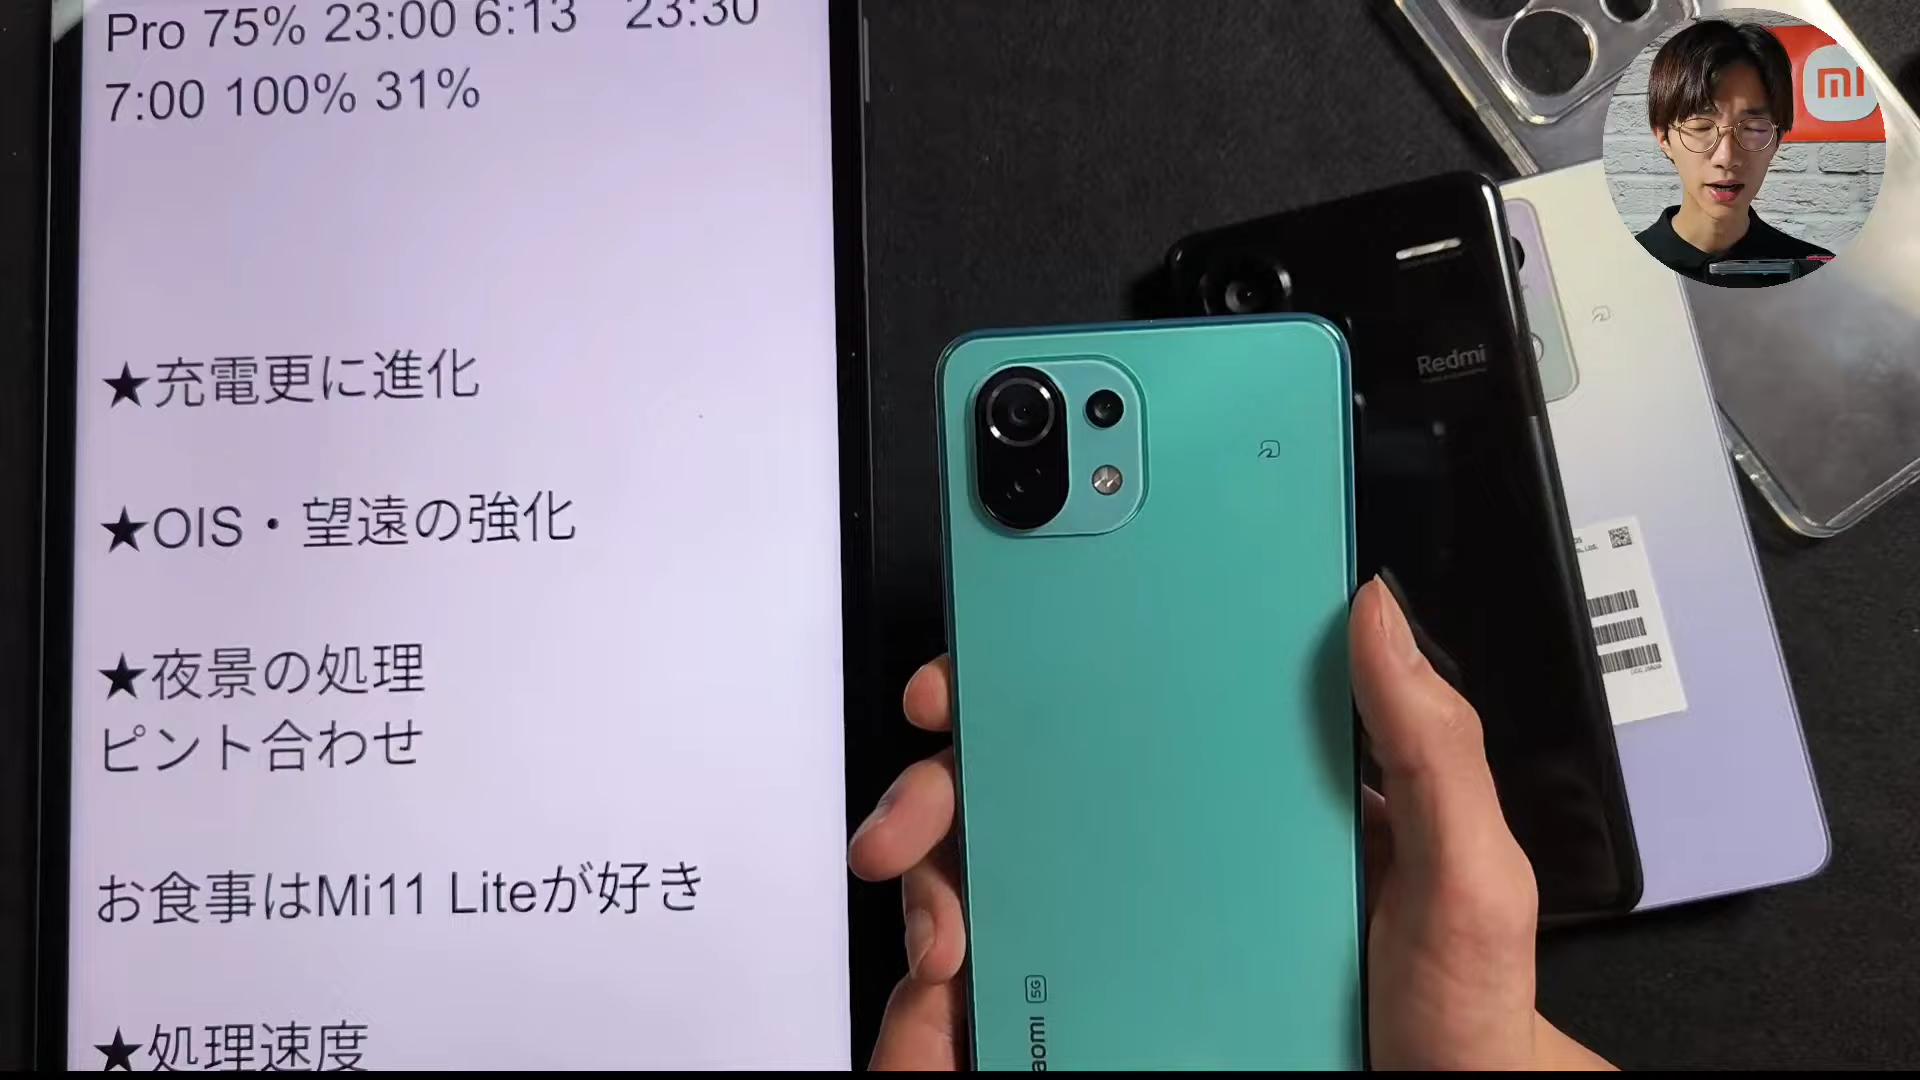 Pro 75% 23:00 6:13 23:30
7:00 100% 31%
★充電更に進化
★OIS・望遠の強化
★夜景の処理
ピント合わせ
お食事はMi11 Liteが好き
★処理速度
mi
Redmi
5G
aomi